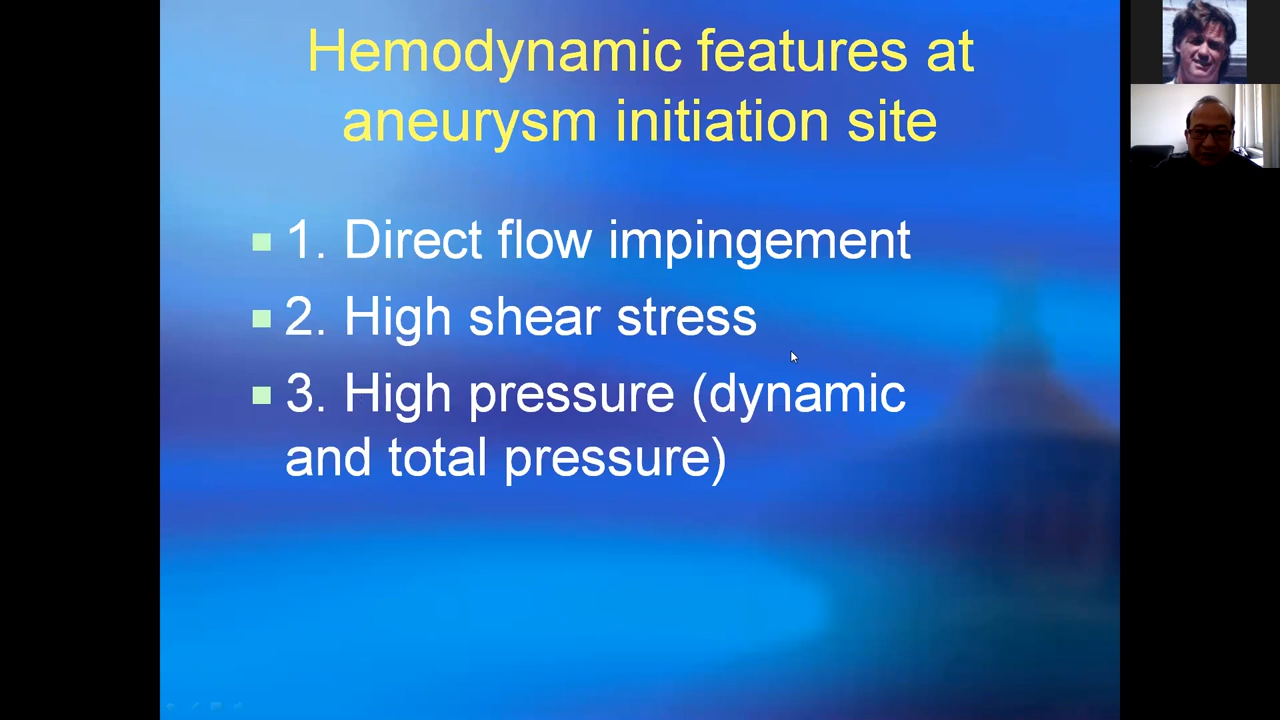 Hemodynamic features at
aneurysm initiation site
1. Direct flow impingement
2. High shear stress
3. High pressure (dynamic
and total pressure)